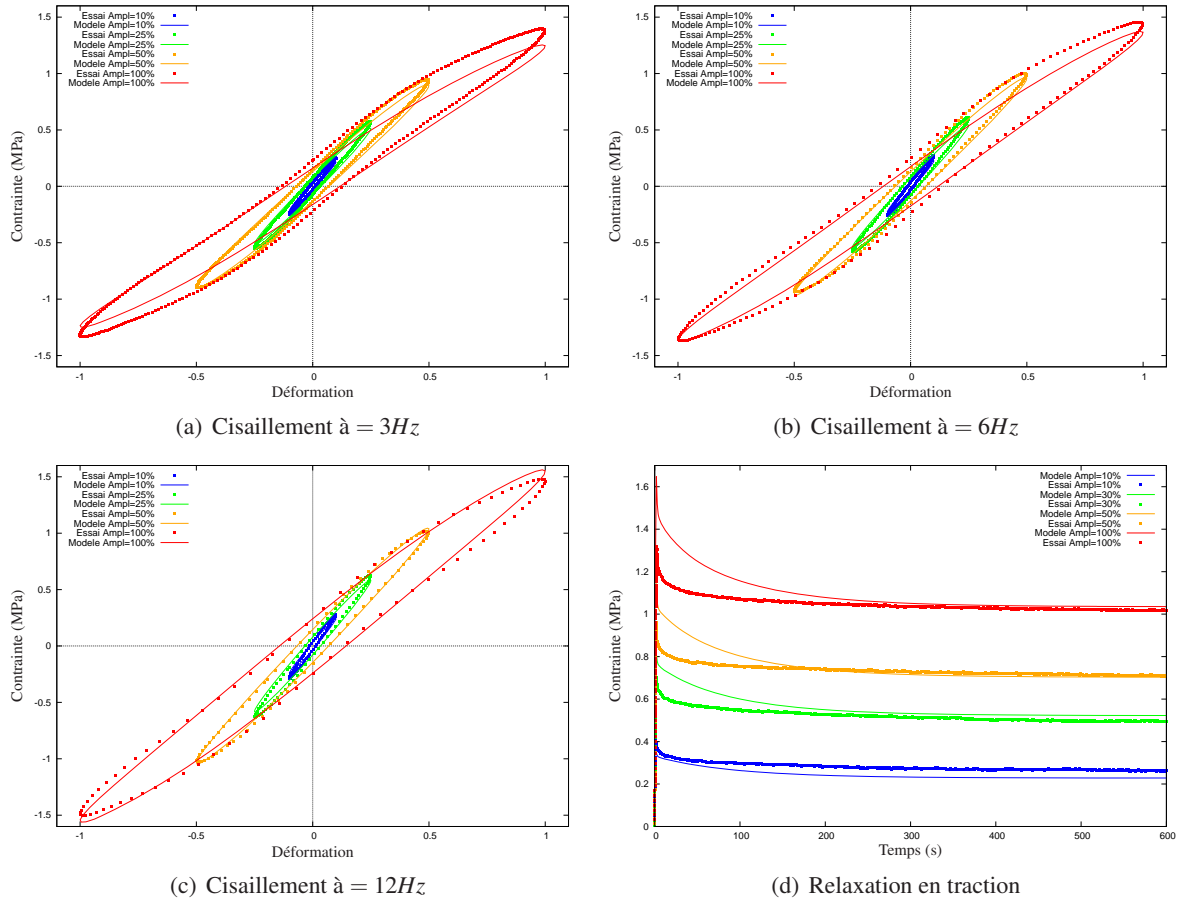 Essai Ampl=10%
Modele Ampl=10%
Essai Ampl=25%
Modele Ampl=25%
Essai Ampl=50%
Modele Ampl=50%
Essai Ampl=100%
Modele Ampl=100%
1.5
1
0.5
0
-0.5
-1
-1.5
Contrainte (MPa)
-1
-0.5
0
0.5
1
Déformation
(a) Cisaillement à = 3Hz
Essai Ampl=10%
Modele Ampl=10%
Essai Ampl=25%
Modele Ampl=25%
Essai Ampl=50%
Modele Ampl=50%
Essai Ampl=100%
Modele Ampl=100%
1.5
1
0.5
0
-0.5
-1
-1.5
Contrainte (MPa)
-1
-0.5
0
0.5
1
Déformation
(b) Cisaillement à = 6Hz
Essai Ampl=10%
Modele Ampl=10%
Essai Ampl=25%
Modele Ampl=25%
Essai Ampl=50%
Modele Ampl=50%
Essai Ampl=100%
Modele Ampl=100%
1.5
1
0.5
0
-0.5
-1
-1.5
Contrainte (MPa)
-1
-0.5
0
0.5
1
Déformation
(c) Cisaillement à = 12Hz
Modele Ampl=10%
Essai Ampl=10%
Modele Ampl=30%
Essai Ampl=30%
Modele Ampl=50%
Essai Ampl=50%
Modele Ampl=100%
Essai Ampl=100%
1.6
1.4
1.2
1
0.8
0.6
0.4
0.2
0
Contrainte (MPa)
0
100
200
300
400
500
600
Temps (s)
(d) Relaxation en traction